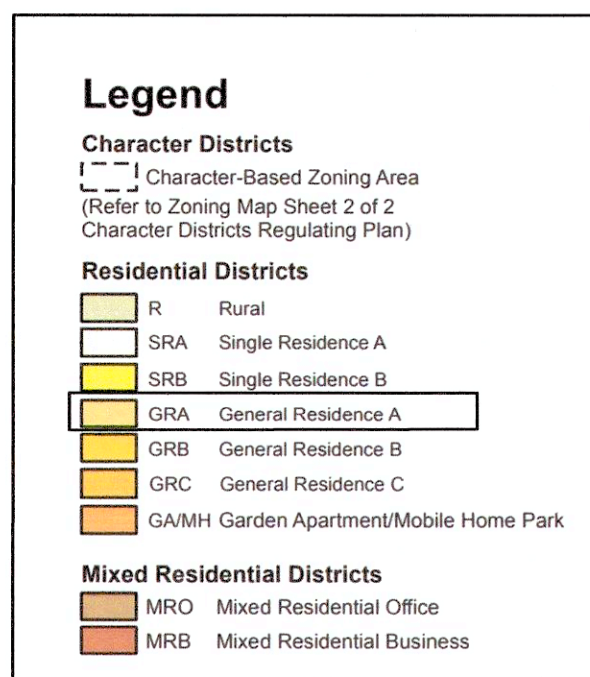 Legend
Character Districts
Character-Based Zoning Area
(Refer to Zoning Map Sheet 2 of 2
Character Districts Regulating Plan)
Residential Districts
R Rural
SRA Single Residence A
SRB Single Residence B
GRA General Residence A
GRB General Residence B
GRC General Residence C
GA/MH Garden Apartment/Mobile Home Park
Mixed Residential Districts
MRO Mixed Residential Office
MRB Mixed Residential Business